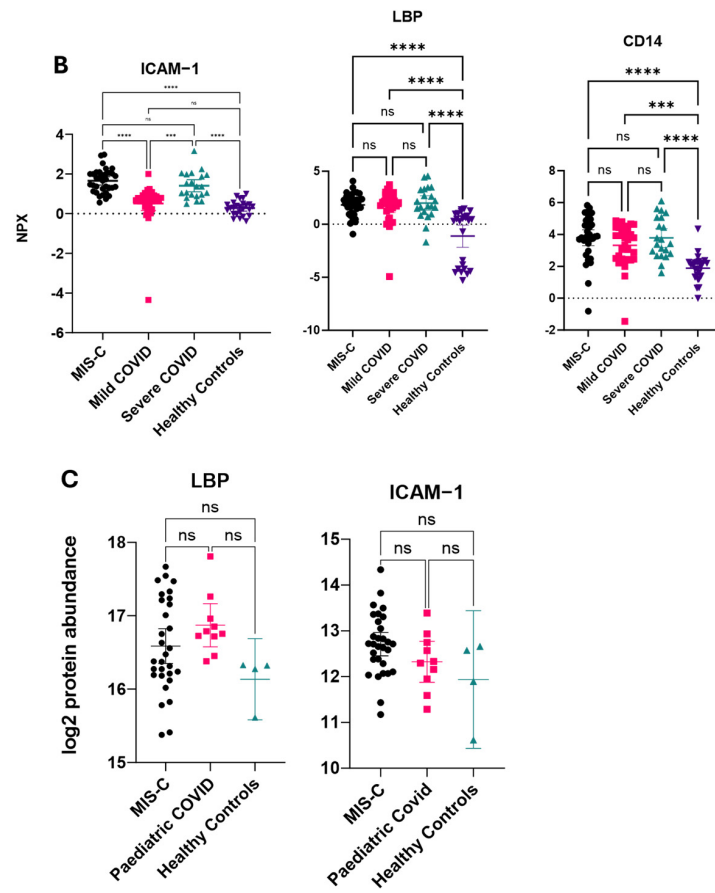 B
ICAM−1
****
ns
ns
**** *** ****
NPX
4
2
0
-2
-4
-6
MIS-C
Mild COVID
Severe COVID
Healthy Controls
LBP
****
****
ns ****
ns ns
5
0
-5
-10
MIS-C
Mild COVID
Severe COVID
Healthy Controls
CD14
****
***
ns ****
ns ns
8
6
4
2
0
-2
MIS-C
Mild COVID
Severe COVID
Healthy Controls
C
LBP
ns
ns ns
log2 protein abundance
18
17
16
15
MIS-C
Paediatric COVID
Healthy Controls
ICAM−1
ns
ns ns
15
14
13
12
11
10
MIS-C
Paediatric Covid
Healthy Controls